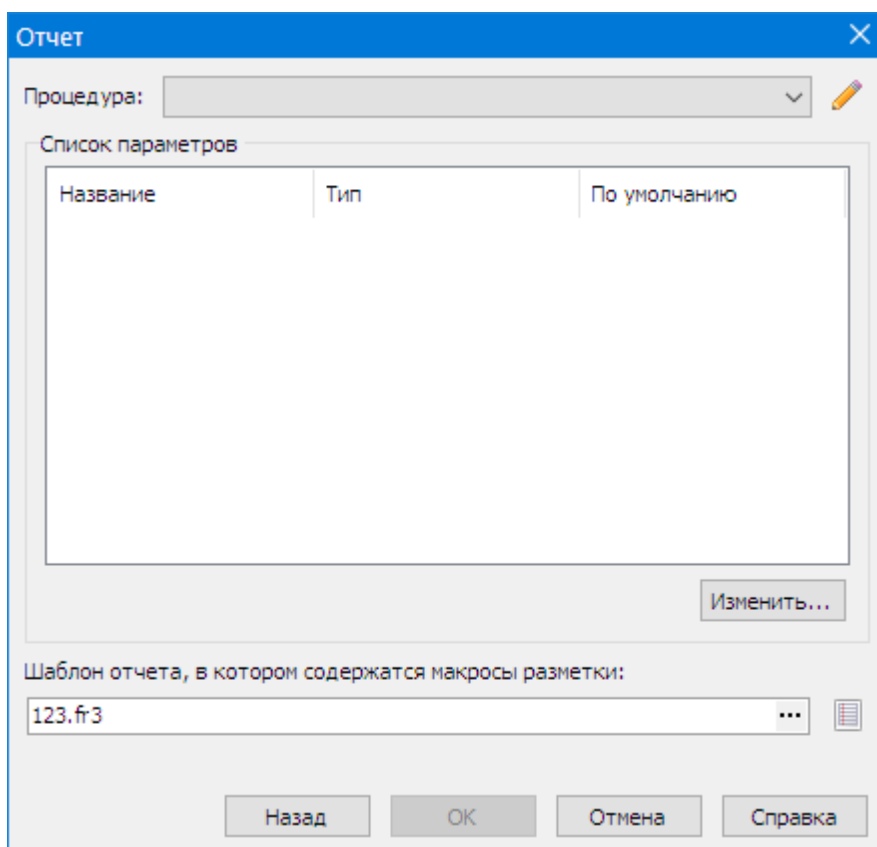 Отчет
Процедура:
Список параметров
Название Тип По умолчанию
Изменить...
Шаблон отчета, в котором содержатся макросы разметки:
123.fr3 ...
Назад OK Отмена Справка